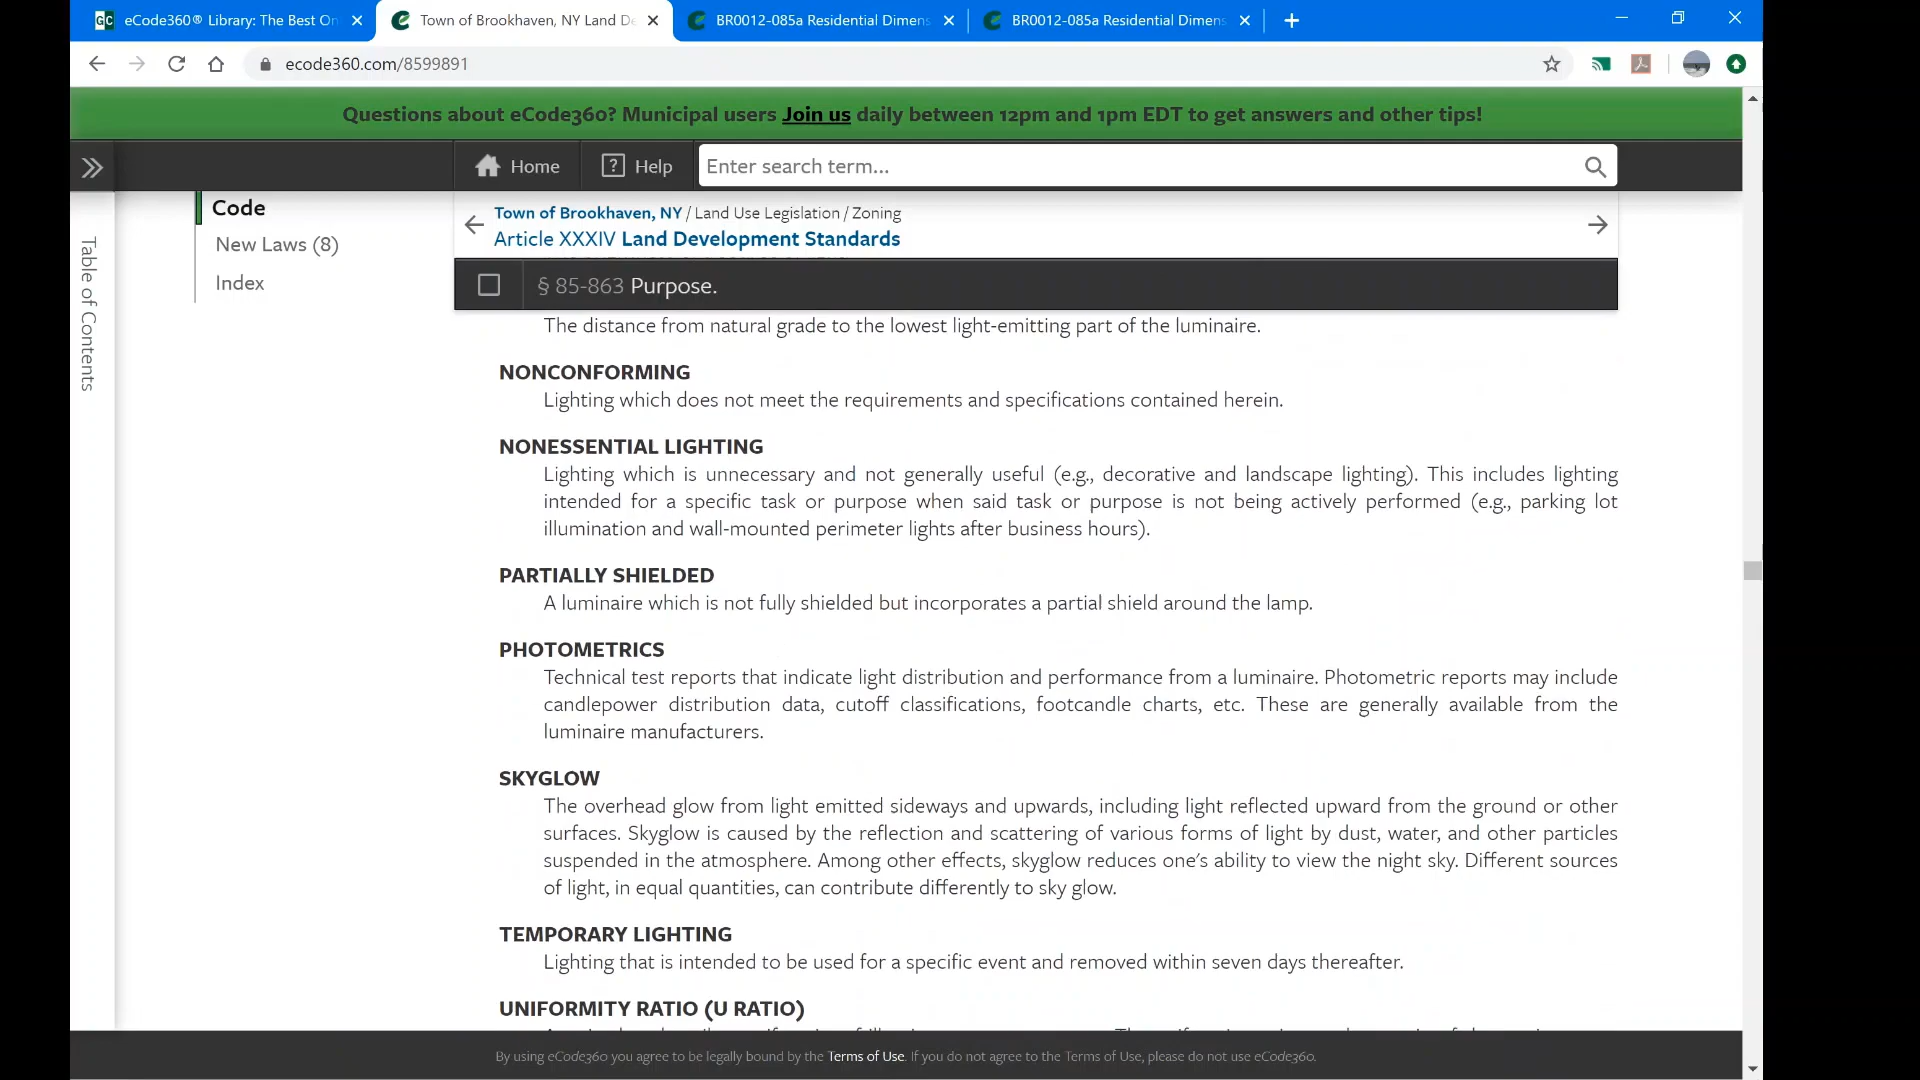 eCode360® Library: The Best On
Town of Brookhaven, NY Land De
BR0012-085a Residential Dimens
BR0012-085a Residential Dimens
ecode360.com/8599891
Questions about eCode360? Municipal users Join us daily between 12pm and 1pm EDT to get answers and other tips!
Home
Help
Enter search term...
Table of Contents
Code
New Laws (8)
Index
Town of Brookhaven, NY / Land Use Legislation / Zoning
Article XXXIV Land Development Standards
§ 85-863 Purpose.
The distance from natural grade to the lowest light-emitting part of the luminaire.
NONCONFORMING
Lighting which does not meet the requirements and specifications contained herein.
NONESSENTIAL LIGHTING
Lighting which is unnecessary and not generally useful (e.g., decorative and landscape lighting). This includes lighting
intended for a specific task or purpose when said task or purpose is not being actively performed (e.g., parking lot
illumination and wall-mounted perimeter lights after business hours).
PARTIALLY SHIELDED
A luminaire which is not fully shielded but incorporates a partial shield around the lamp.
PHOTOMETRICS
Technical test reports that indicate light distribution and performance from a luminaire. Photometric reports may include
candlepower distribution data, cutoff classifications, footcandle charts, etc. These are generally available from the
luminaire manufacturers.
SKYGLOW
The overhead glow from light emitted sideways and upwards, including light reflected upward from the ground or other
surfaces. Skyglow is caused by the reflection and scattering of various forms of light by dust, water, and other particles
suspended in the atmosphere. Among other effects, skyglow reduces one's ability to view the night sky. Different sources
of light, in equal quantities, can contribute differently to sky glow.
TEMPORARY LIGHTING
Lighting that is intended to be used for a specific event and removed within seven days thereafter.
UNIFORMITY RATIO (U RATIO)
By using eCode360 you agree to be legally bound by the Terms of Use. If you do not agree to the Terms of Use, please do not use eCode360.